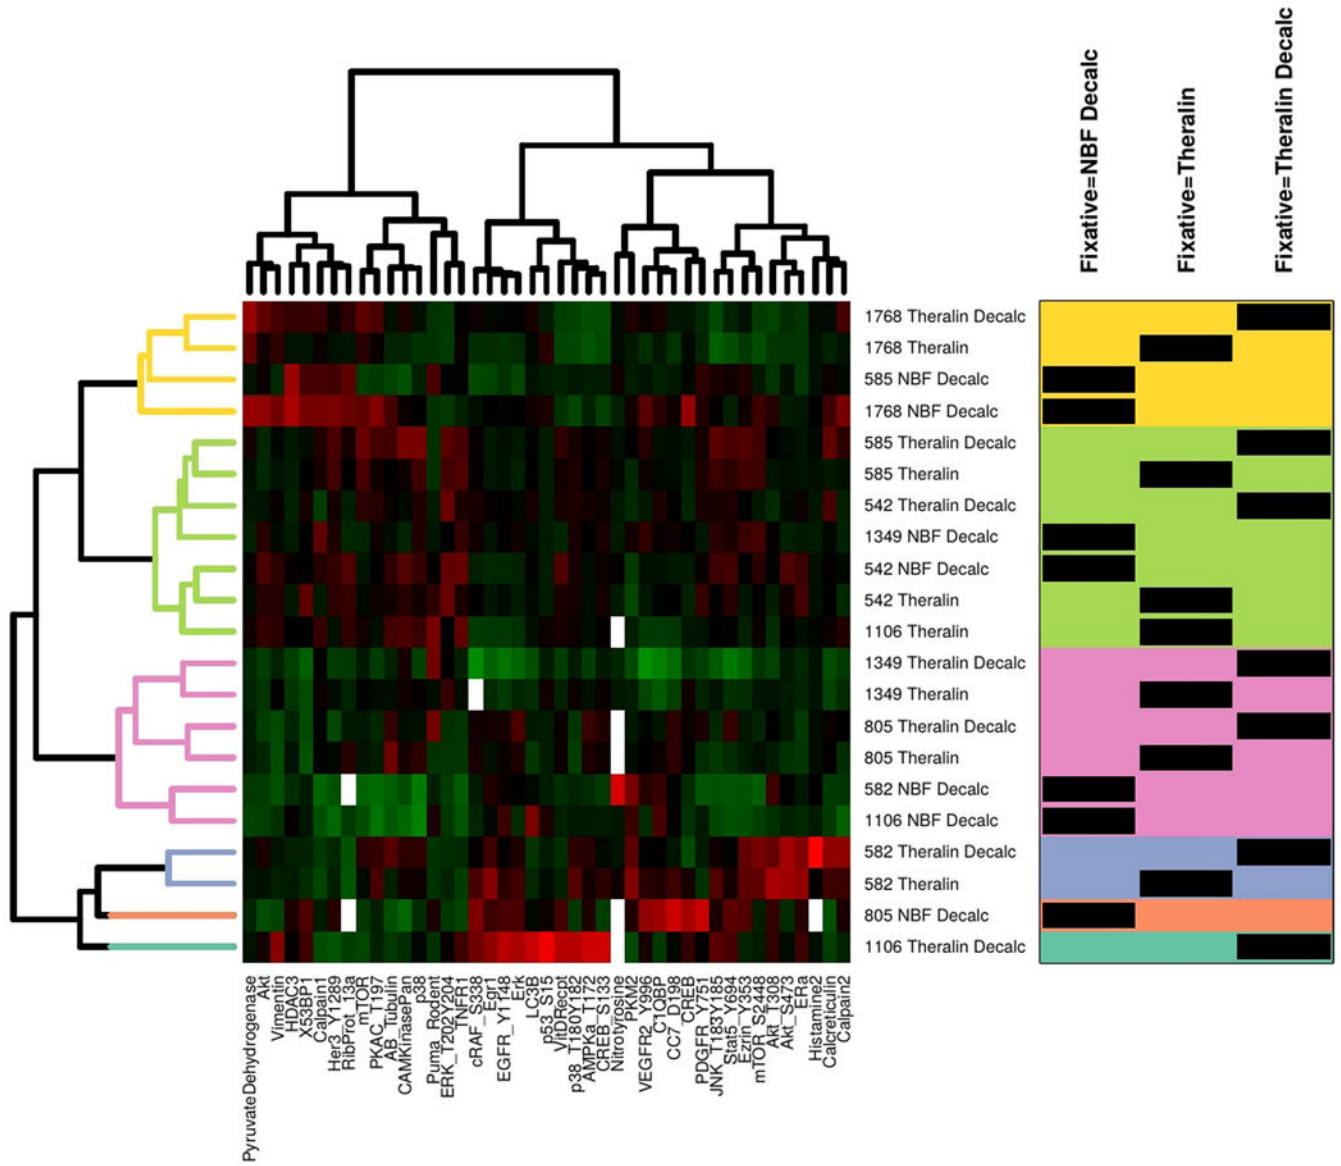 Fixative=NBF Decalc
Fixative=Theralin
Fixative=Theralin Decalc
1768 Theralin Decalc
1768 Theralin
585 NBF Decalc
1768 NBF Decalc
585 Theralin Decalc
585 Theralin
542 Theralin Decalc
1349 NBF Decalc
542 NBF Decalc
542 Theralin
1106 Theralin
1349 Theralin Decalc
1349 Theralin
805 Theralin Decalc
805 Theralin
582 NBF Decalc
1106 NBF Decalc
582 Theralin Decalc
582 Theralin
805 NBF Decalc
1106 Theralin Decalc
PyruvateDehydrogenase
Akt
Vimentin
HDAC3
X53BP1
Calpain1
Her3_Y1289
RibProt_13a
mTOR
PKAC_T197
AB_Tubulin
CAMKinasePan
p38
Puma_Rodent
ERK_T202Y204
TNFR1
cRAF_S338
Egr1
EGFR_Y1148
Erk
LC3B
p53_S15
VitDRecpt
p38_T180Y182
AMPKa_T172
CREB_S133
Nitrotyrosine
PKM2
VEGFR2_Y996
C1QBP
CC7_D198
CREB
PDGFR_Y751
JNK_T183Y185
Stat5_Y694
Ezrin_Y353
mTOR_S2448
Akt_T308
Akt_S473
ERa
Histamine2
Calcreticulin
Calpain2